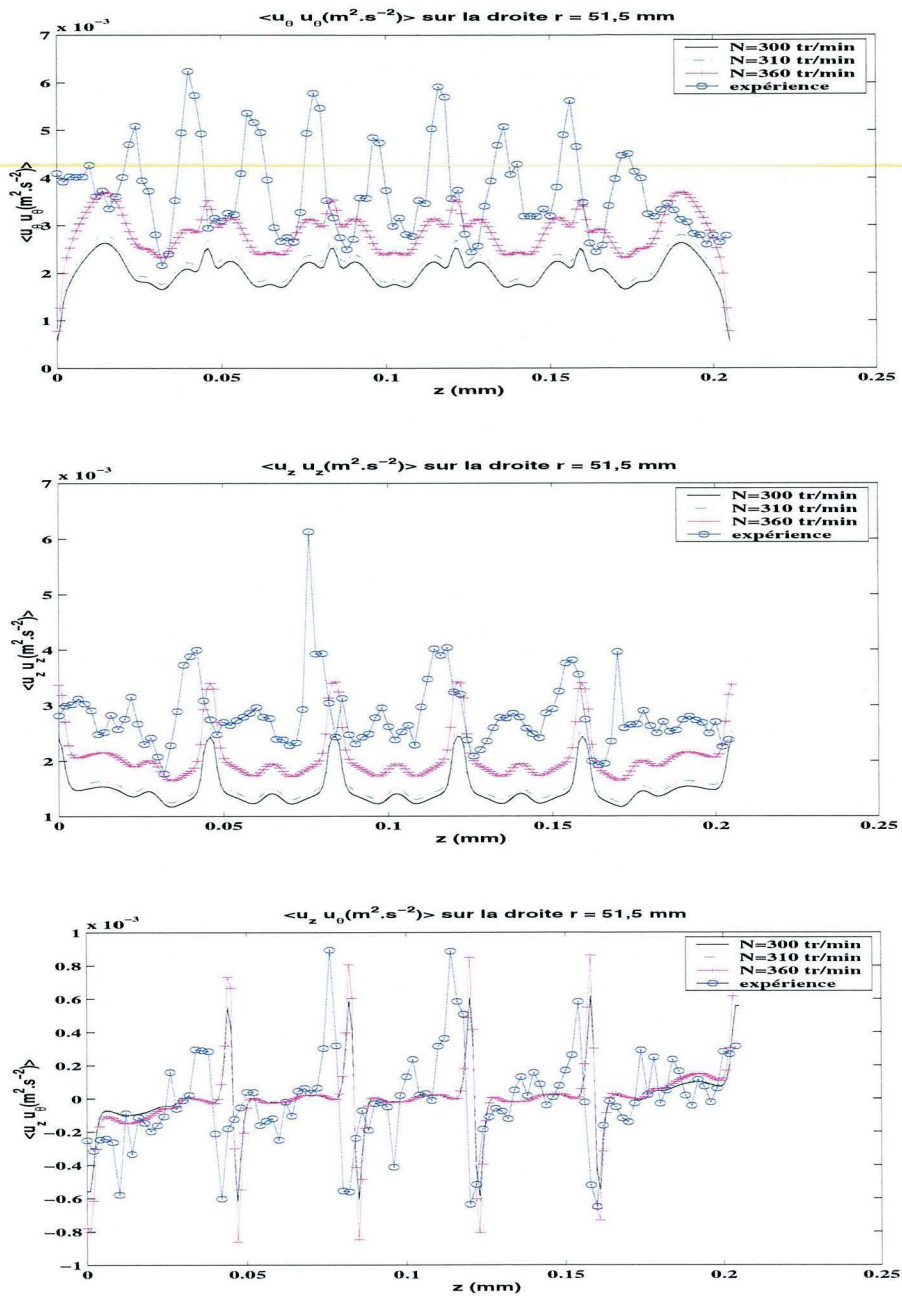 <u_θ u_θ(m².s⁻²)> sur la droite r = 51,5 mm
x 10⁻³
N=300 tr/min
N=310 tr/min
N=360 tr/min
expérience
<u_θ u_θ(m².s⁻²)>
7
6
5
4
3
2
1
0
0 0.05 0.1 0.15 0.2 0.25
z (mm)
<u_z u_z(m².s⁻²)> sur la droite r = 51,5 mm
x 10⁻³
N=300 tr/min
N=310 tr/min
N=360 tr/min
expérience
<u_z u_z(m².s⁻²)>
7
6
5
4
3
2
1
0 0.05 0.1 0.15 0.2 0.25
z (mm)
<u_z u_θ(m².s⁻²)> sur la droite r = 51,5 mm
x 10⁻³
N=300 tr/min
N=310 tr/min
N=360 tr/min
expérience
<u_z u_θ(m².s⁻²)>
1
0.8
0.6
0.4
0.2
0
−0.2
−0.4
−0.6
−0.8
−1
0 0.05 0.1 0.15 0.2 0.25
z (mm)